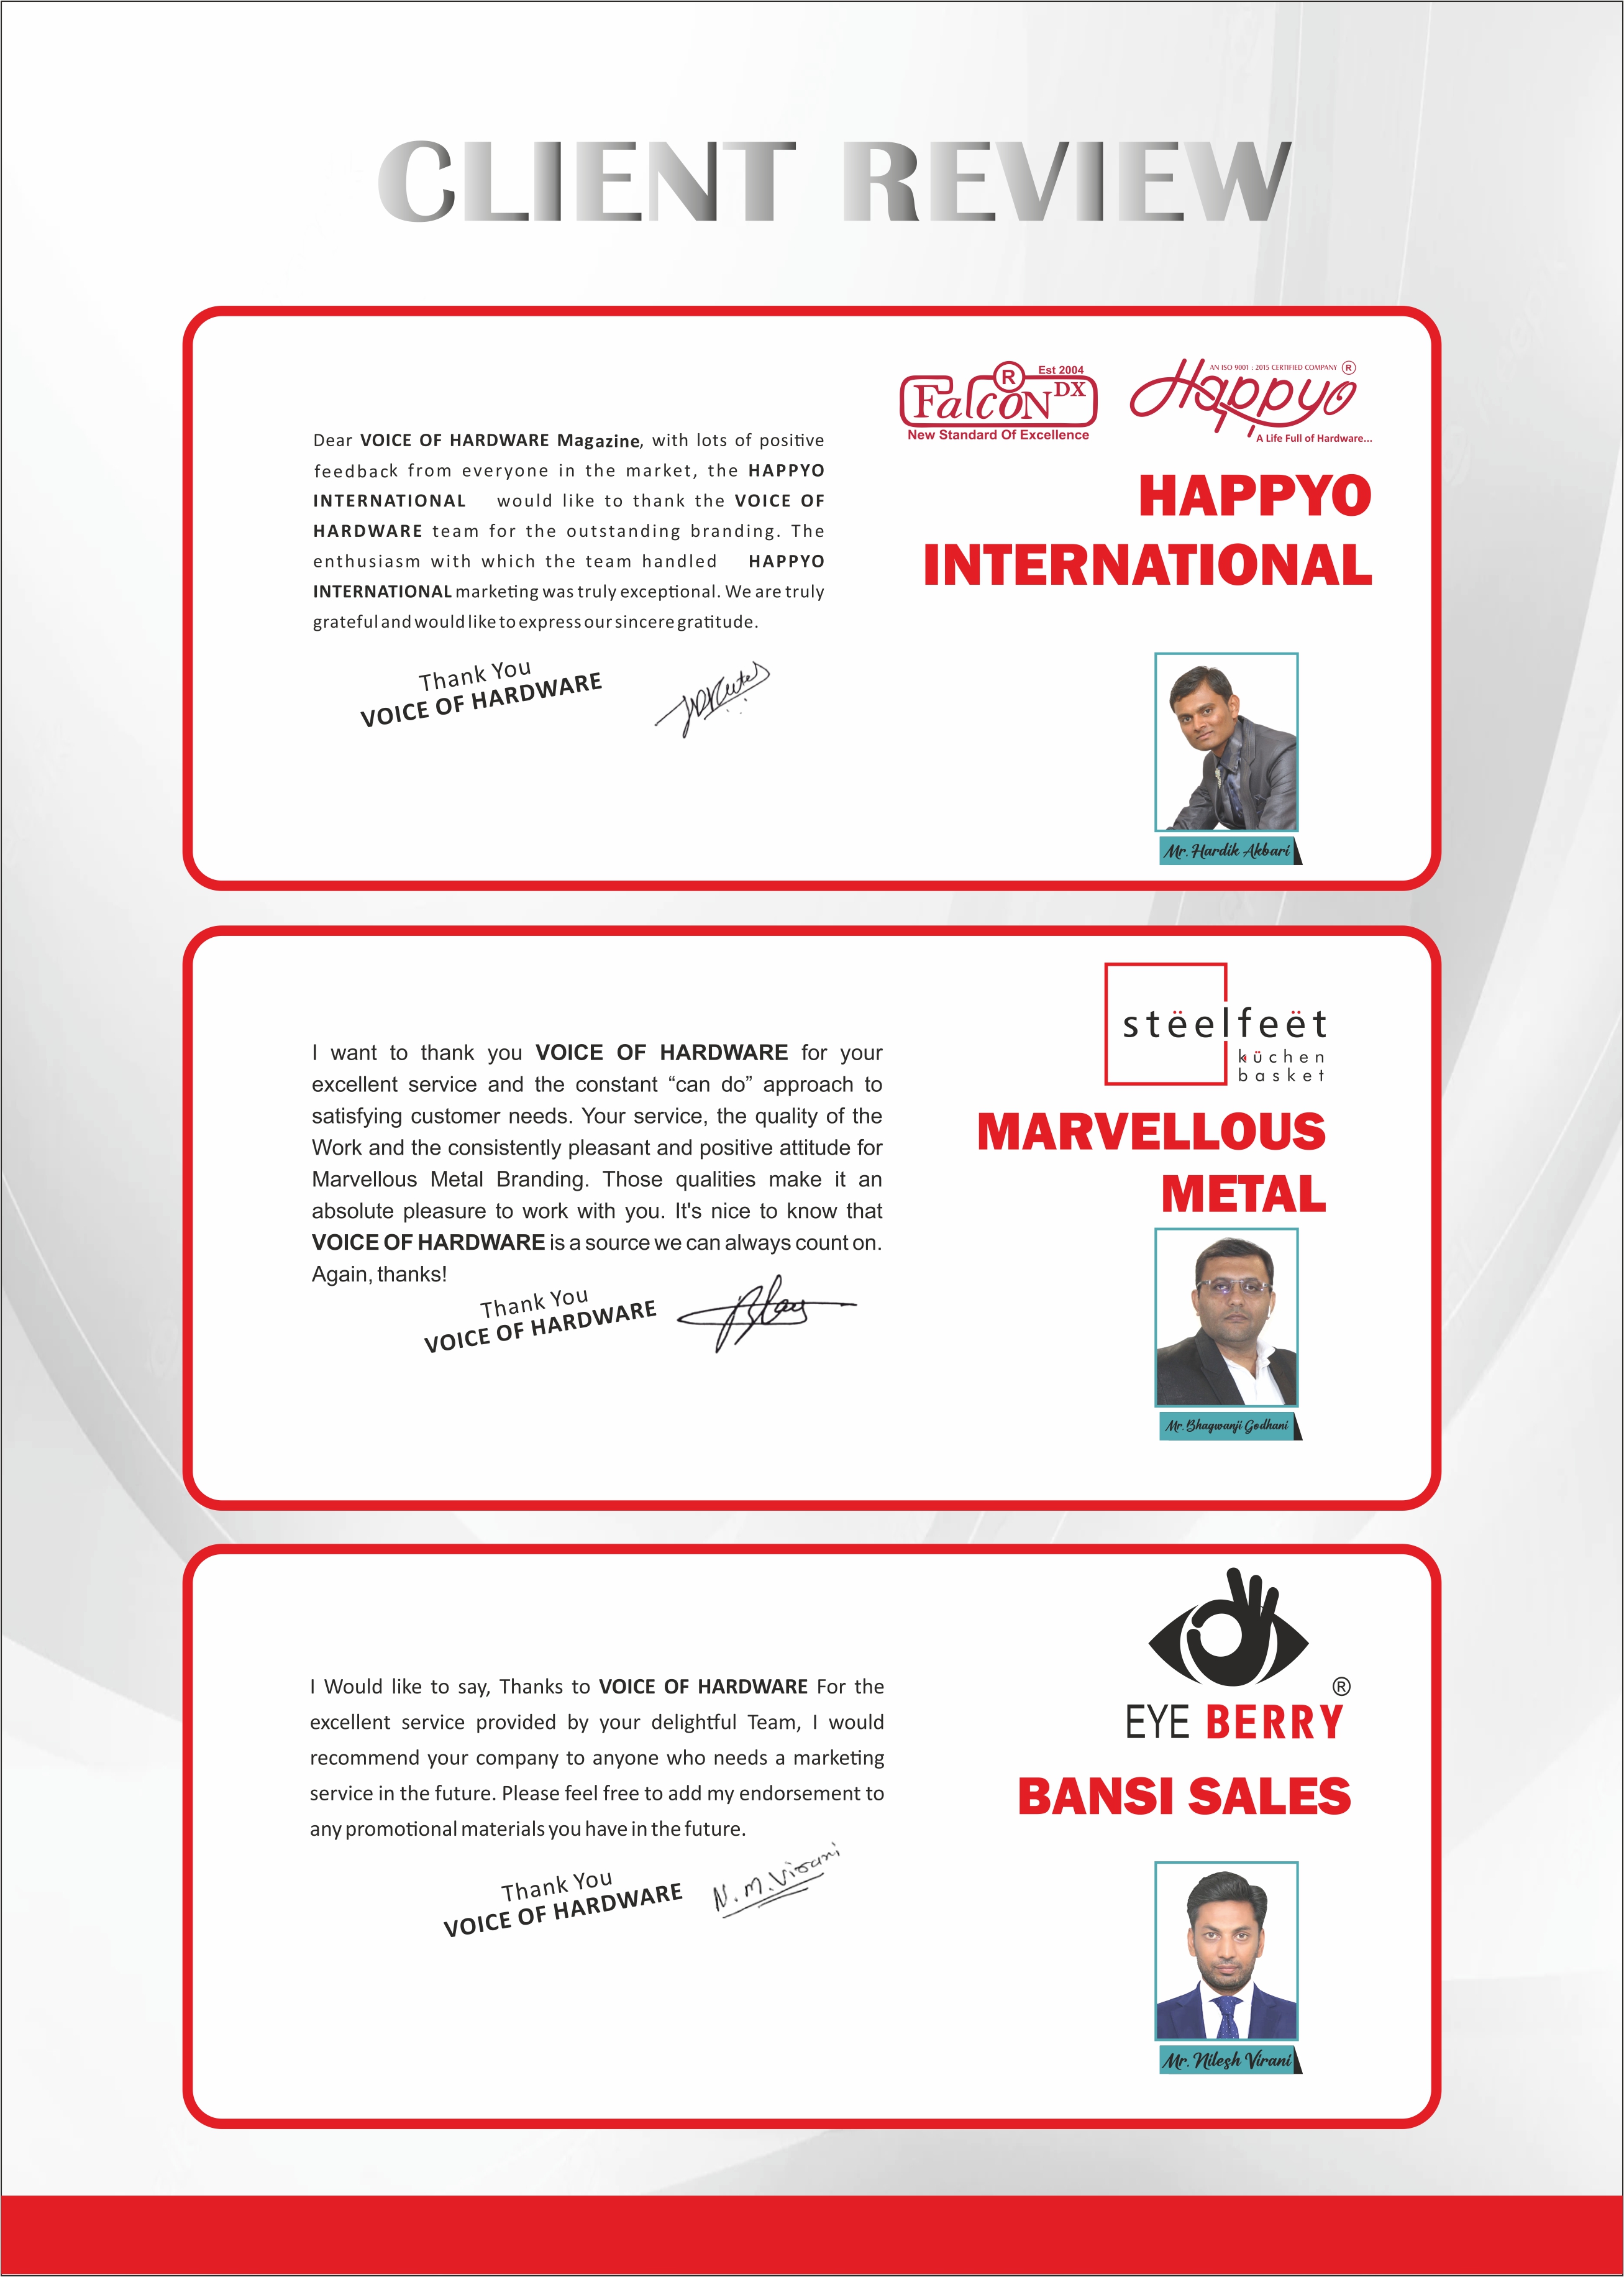 CLIENT REVIEW
Dear VOICE OF HARDWARE Magazine, with lots of positive
feedback from everyone in the market, the HAPPYO
INTERNATIONAL would like to thank the VOICE OF
HARDWARE team for the outstanding branding. The
enthusiasm with which the team handled HAPPYO
INTERNATIONAL marketing was truly exceptional. We are truly
grateful and would like to express our sincere gratitude.
Thank You
VOICE OF HARDWARE
Est 2004
R
Falcon DX
New Standard Of Excellence
AN ISO 9001 : 2015 CERTIFIED COMPANY ®
Happyo
A Life Full of Hardware...
HAPPYO
INTERNATIONAL
Mr. Hardik Akbari
I want to thank you VOICE OF HARDWARE for your
excellent service and the constant “can do” approach to
satisfying customer needs. Your service, the quality of the
Work and the consistently pleasant and positive attitude for
Marvellous Metal Branding. Those qualities make it an
absolute pleasure to work with you. It's nice to know that
VOICE OF HARDWARE is a source we can always count on.
Again, thanks!
Thank You
VOICE OF HARDWARE
stëelfeët
küchen
basket
MARVELLOUS
METAL
Mr. Bhagwanji Godhani
I Would like to say, Thanks to VOICE OF HARDWARE For the
excellent service provided by your delightful Team, I would
recommend your company to anyone who needs a marketing
service in the future. Please feel free to add my endorsement to
any promotional materials you have in the future.
Thank You
VOICE OF HARDWARE
N. M. Virani
®
EYE BERRY
BANSI SALES
Mr. Nilesh Virani